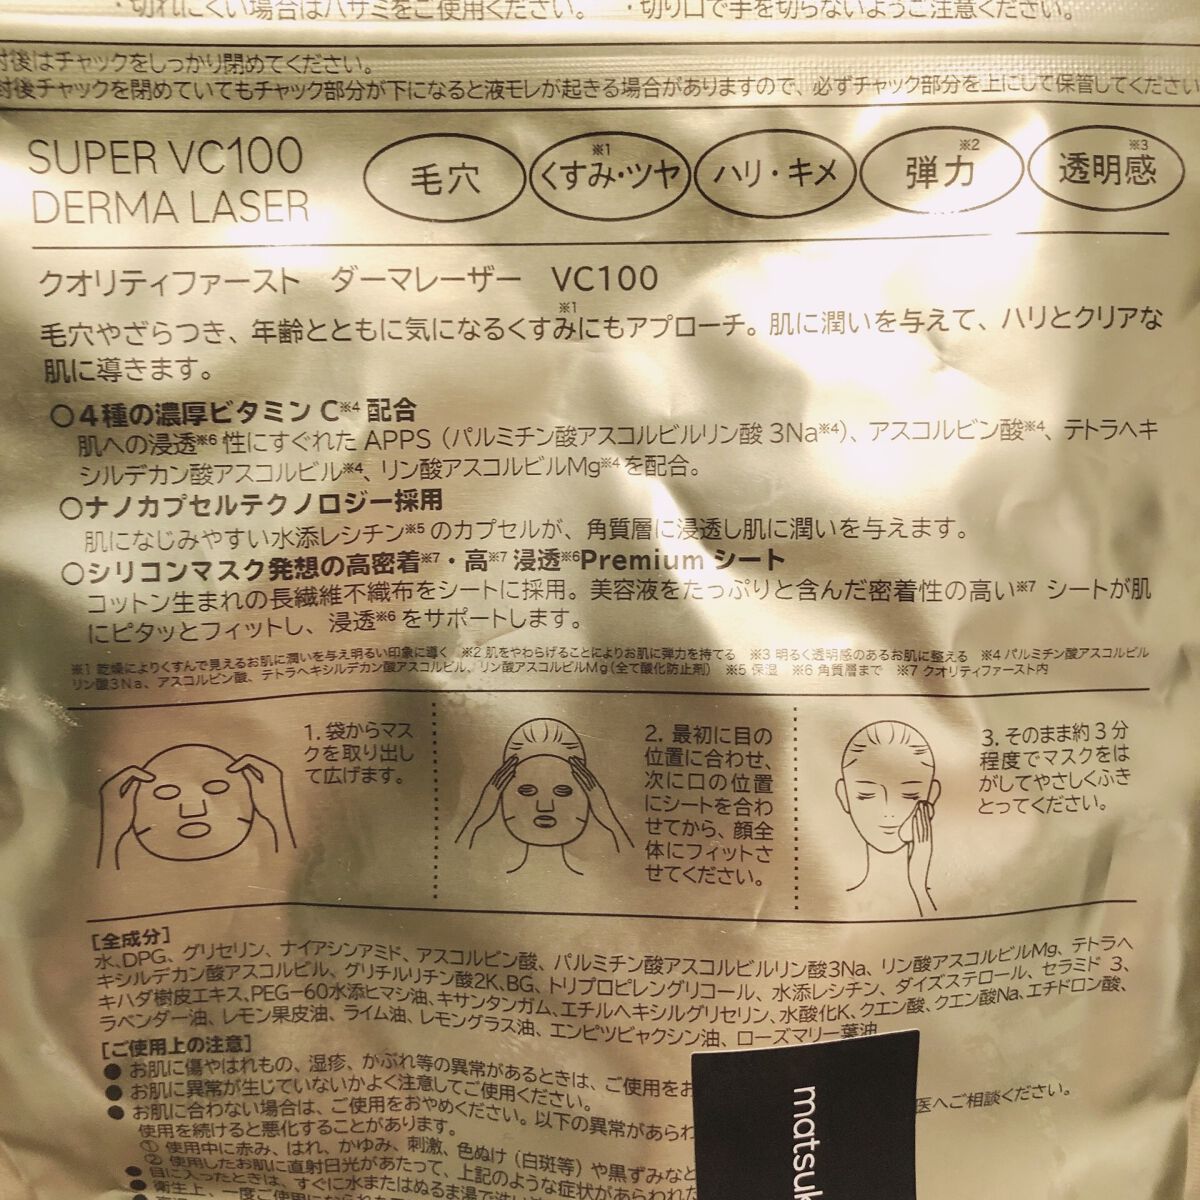 ・切れにくい場合はハサミをご使用ください。 ・切り口で手を切らないようご注意ください。
封後はチャックをしっかり閉めてください。
封後チャックを閉めていてもチャック部分が下になると液モレが起きる場合がありますので、必ずチャック部分を上にして保管してください
SUPER VC100
DERMA LASER
毛穴
くすみ・ツヤ※1
ハリ・キメ
弾力※2
透明感※3
クオリティファースト ダーマレーザー VC100
毛穴やざらつき、年齢とともに気になるくすみ※1にもアプローチ。肌に潤いを与えて、ハリとクリアな
肌に導きます。
○4種の濃厚ビタミンC※4配合
肌への浸透※6性にすぐれたAPPS（パルミチン酸アスコルビルリン酸3Na※4）、アスコルビン酸※4、テトラヘキ
シルデカン酸アスコルビル※4、リン酸アスコルビルMg※4を配合。
○ナノカプセルテクノロジー採用
肌になじみやすい水添レシチン※5のカプセルが、角質層に浸透し肌に潤いを与えます。
○シリコンマスク発想の高密着※7・高※7浸透※6Premiumシート
コットン生まれの長繊維不織布をシートに採用。美容液をたっぷりと含んだ密着性の高い※7シートが肌
にピタッとフィットし、浸透※6をサポートします。
※1 乾燥によりくすんで見えるお肌に潤いを与え明るい印象に導く ※2 肌をやわらげることによりお肌に弾力を持てる ※3 明るく透明感のあるお肌に整える ※4 パルミチン酸アスコルビル
リン酸3Na、アスコルビン酸、テトラヘキシルデカン酸アスコルビル、リン酸アスコルビルMg（全て酸化防止剤） ※5 保湿 ※6 角質層まで ※7 クオリティファースト内
1. 袋からマス
クを取り出し
て広げます。
2. 最初に目の
位置に合わせ、
次に口の位置
にシートを合わ
せてから、顔全
体にフィットさ
せてください。
3. そのまま約3分
程度でマスクをは
がしてやさしくふき
とってください。
[全成分]
水、DPG、グリセリン、ナイアシンアミド、アスコルビン酸、パルミチン酸アスコルビルリン酸3Na、リン酸アスコルビルMg、テトラヘ
キシルデカン酸アスコルビル、グリチルリチン酸2K、BG、トリプロピレングリコール、水添レシチン、ダイズステロール、セラミド3、
キハダ樹皮エキス、PEG-60水添ヒマシ油、キサンタンガム、エチルヘキシルグリセリン、水酸化K、クエン酸、クエン酸Na、エチドロン酸、
ラベンダー油、レモン果皮油、ライム油、レモングラス油、エンピツビャクシン油、ローズマリー葉油
[ご使用上の注意]
● お肌に傷やはれもの、湿疹、かぶれ等の異常があるときは、ご使用をお
● お肌に異常が生じていないかよく注意してご使用ください。
● お肌に合わない場合は、ご使用をおやめください。以下の異常があらわ 医へご相談ください。
使用を続けると悪化することがあります。
① 使用中に赤み、はれ、かゆみ、刺激、色ぬけ（白斑等）や黒ずみなど
② 使用したお肌に直射日光があたって、上記のような症状があらわれた
● 目に入ったときは、すぐに水またはぬるま湯で洗い
● 衛生上、一度ご使用になられた
matsuk